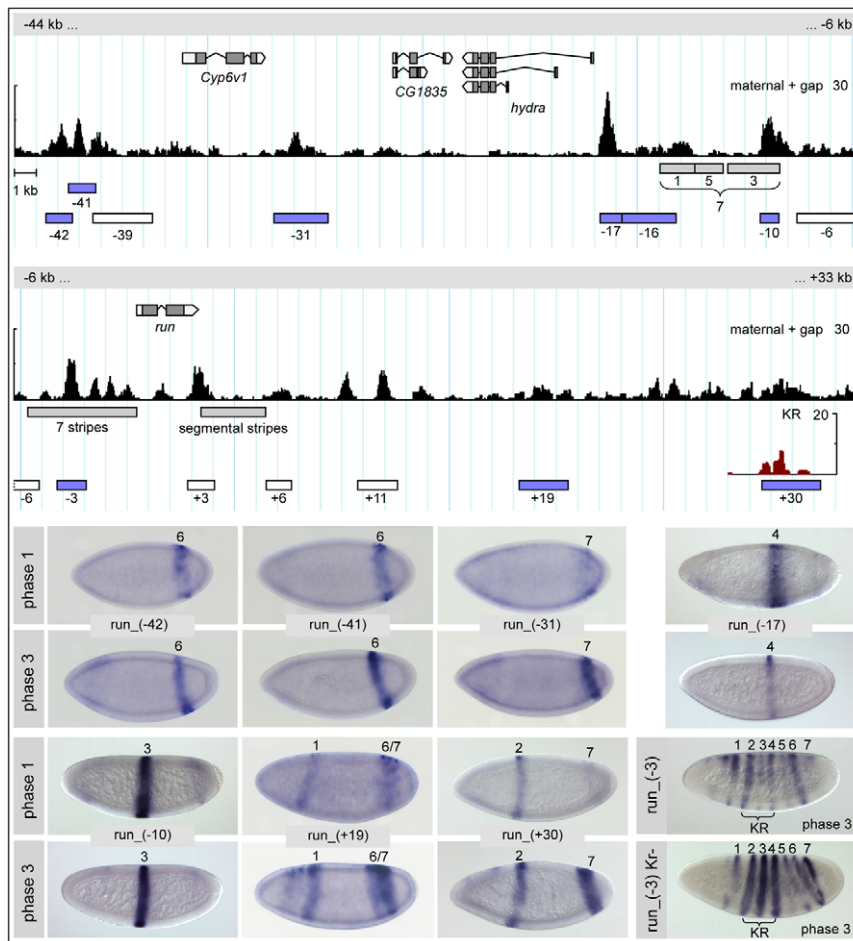 -44 kb ... ... -6 kb
Cyp6v1
CG1835
hydra
maternal + gap 30
1 kb
1 5 3
7
-41
-42 -39 -31 -17 -16 -10 -6
-6 kb ... ... +33 kb
run
maternal + gap 30
7 stripes segmental stripes
KR 20
-6 -3 +3 +6 +11 +19 +30
phase 1 6 6 7 4
run_(-42) run_(-41) run_(-31) run_(-17)
phase 3 6 6 7 4
phase 1 3 1 6/7 2 7
run_(-3) 1 2 3 4 5 6 7
KR phase 3
run_(-10) run_(+19) run_(+30)
phase 3 3 1 6/7 2 7
run_(-3) Kr- 1 2 3 4 5 6 7
KR phase 3